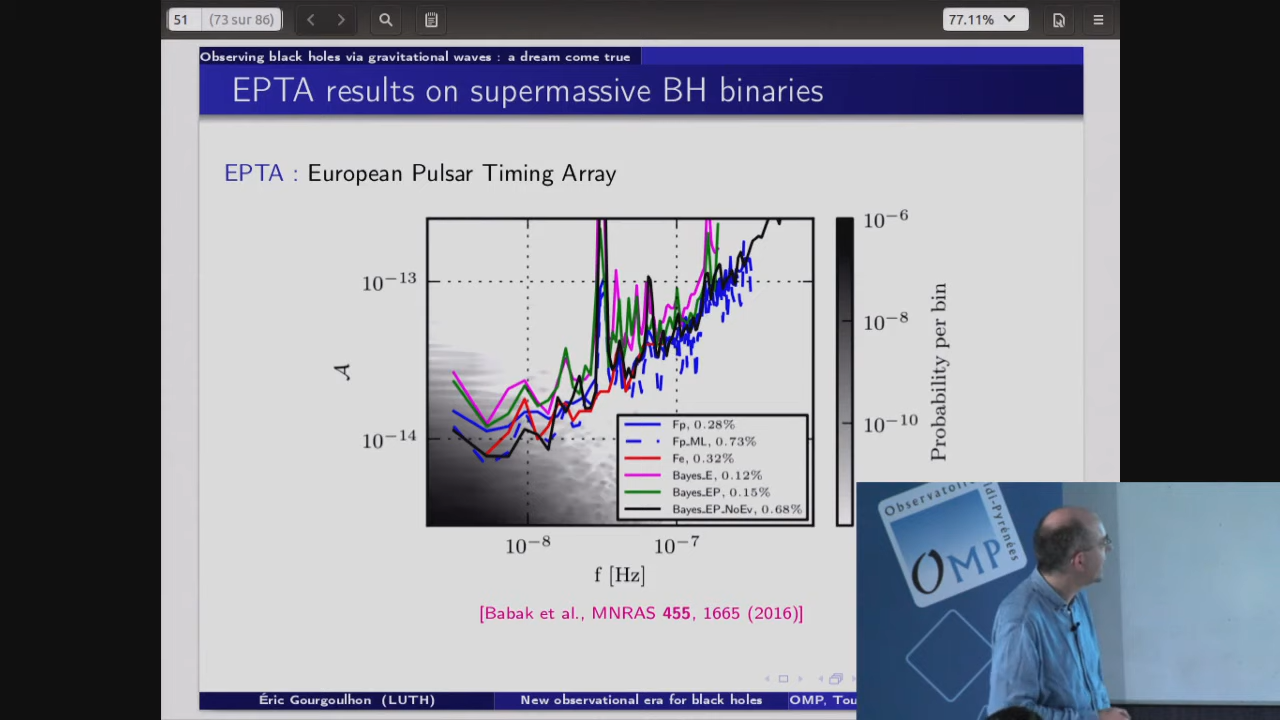 51 (73 sur 86) 77.11%
Observing black holes via gravitational waves : a dream come true
EPTA results on supermassive BH binaries
EPTA : European Pulsar Timing Array
10⁻¹³
10⁻¹⁴
𝒜
10⁻⁸ 10⁻⁷
f [Hz]
Fp, 0.28%
Fp_ML, 0.73%
Fe, 0.32%
Bayes_E, 0.12%
Bayes_EP, 0.15%
Bayes_EP_NoEv, 0.68%
10⁻⁶
10⁻⁸
10⁻¹⁰
Probability per bin
[Babak et al., MNRAS 455, 1665 (2016)]
Observatoire Midi-Pyrénées
OMP
Éric Gourgoulhon (LUTH) New observational era for black holes OMP, Tou